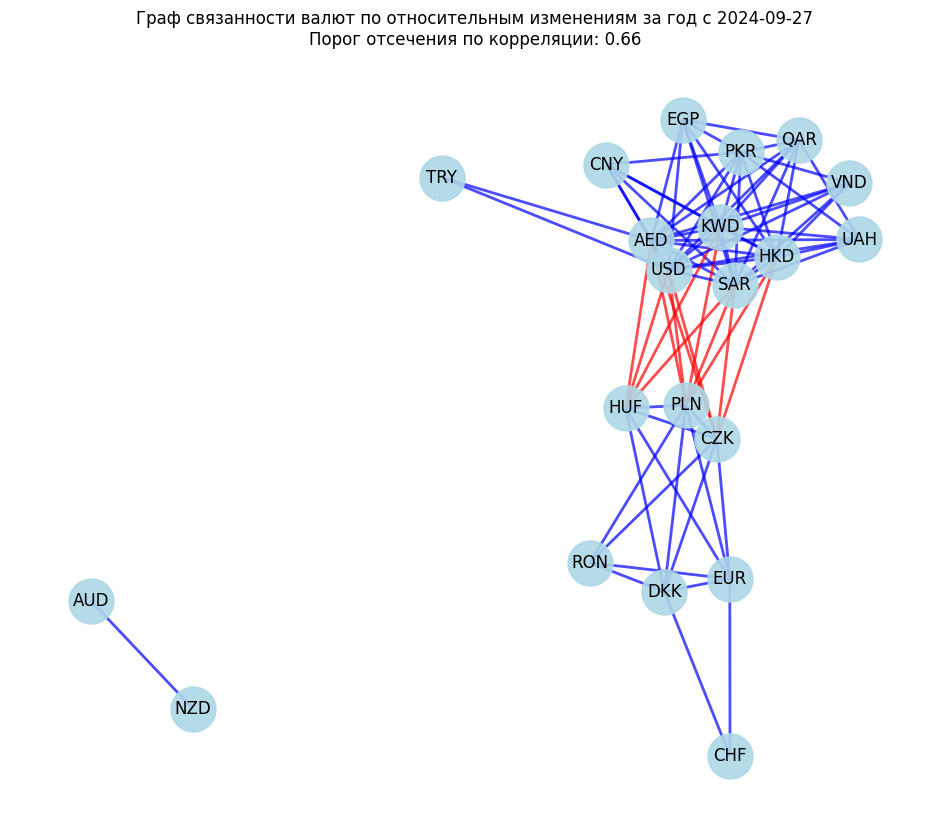 Граф связанности валют по относительным изменениям за год с 2024-09-27
Порог отсечения по корреляции: 0.66
EGP
QAR
PKR
CNY
TRY
VND
KWD
AED
UAH
HKD
USD
SAR
PLN
HUF
CZK
RON
EUR
DKK
AUD
NZD
CHF